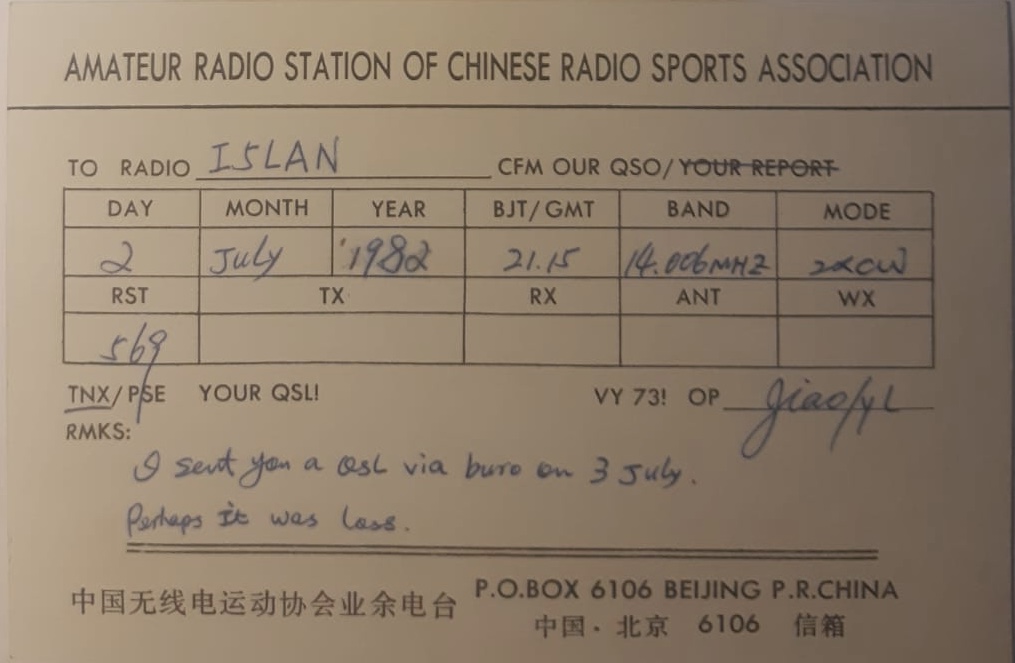 AMATEUR RADIO STATION OF CHINESE RADIO SPORTS ASSOCIATION
TO RADIO I5LAN CFM OUR QSO/YOUR REPORT
DAY MONTH YEAR BJT/GMT BAND MODE
2 July '1982 21.15 14.006MHZ 2XCW
RST TX RX ANT WX
569
TNX/PSE YOUR QSL! VY 73! OP Jiao/YL
RMKS:
I sent you a QSL via buro on 3 July.
Perhaps it was loss.
中国无线电运动协会业余电台 P.O.BOX 6106 BEIJING P.R.CHINA
中国·北京 6106 信箱